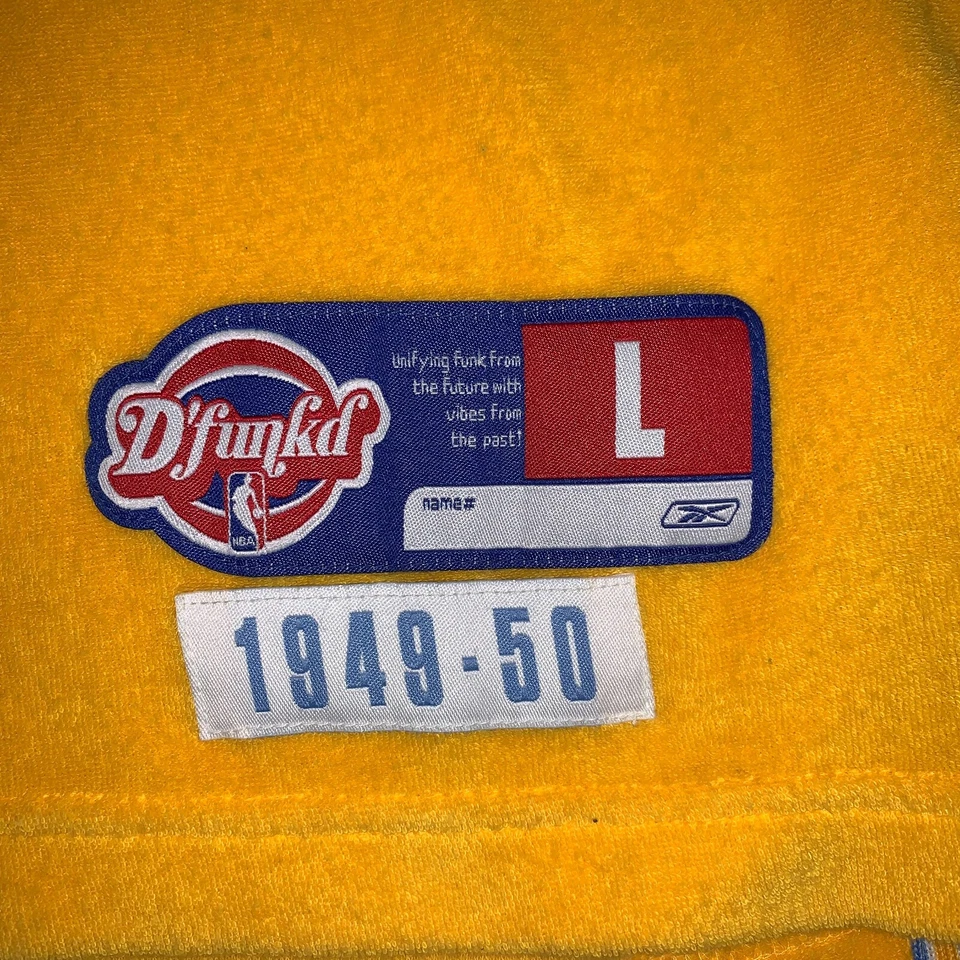 D'funkd
NBA
Unifying funk from
the future with
vibes from
the past!
L
name#
1949-50